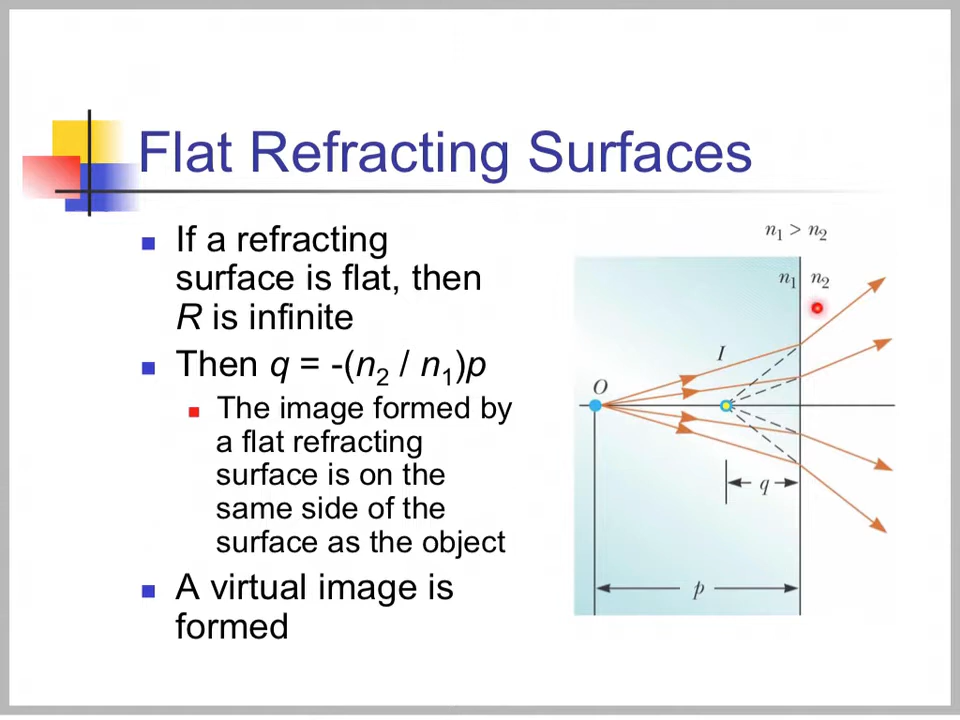 Flat Refracting Surfaces
If a refracting
surface is flat, then
R is infinite
Then q = -(n₂ / n₁)p
The image formed by
a flat refracting
surface is on the
same side of the
surface as the object
A virtual image is
formed
n₁ > n₂
n₁ n₂
I
O
q
p